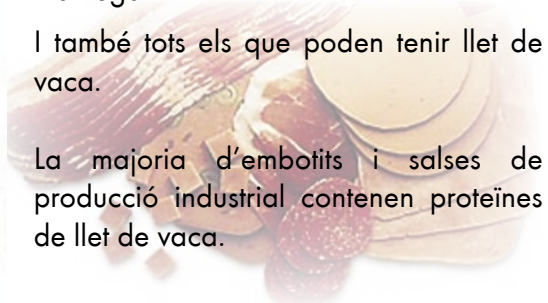 I també tots els que poden tenir llet de
vaca.
La majoria d'embotits i salses de
producció industrial contenen proteïnes
de llet de vaca.